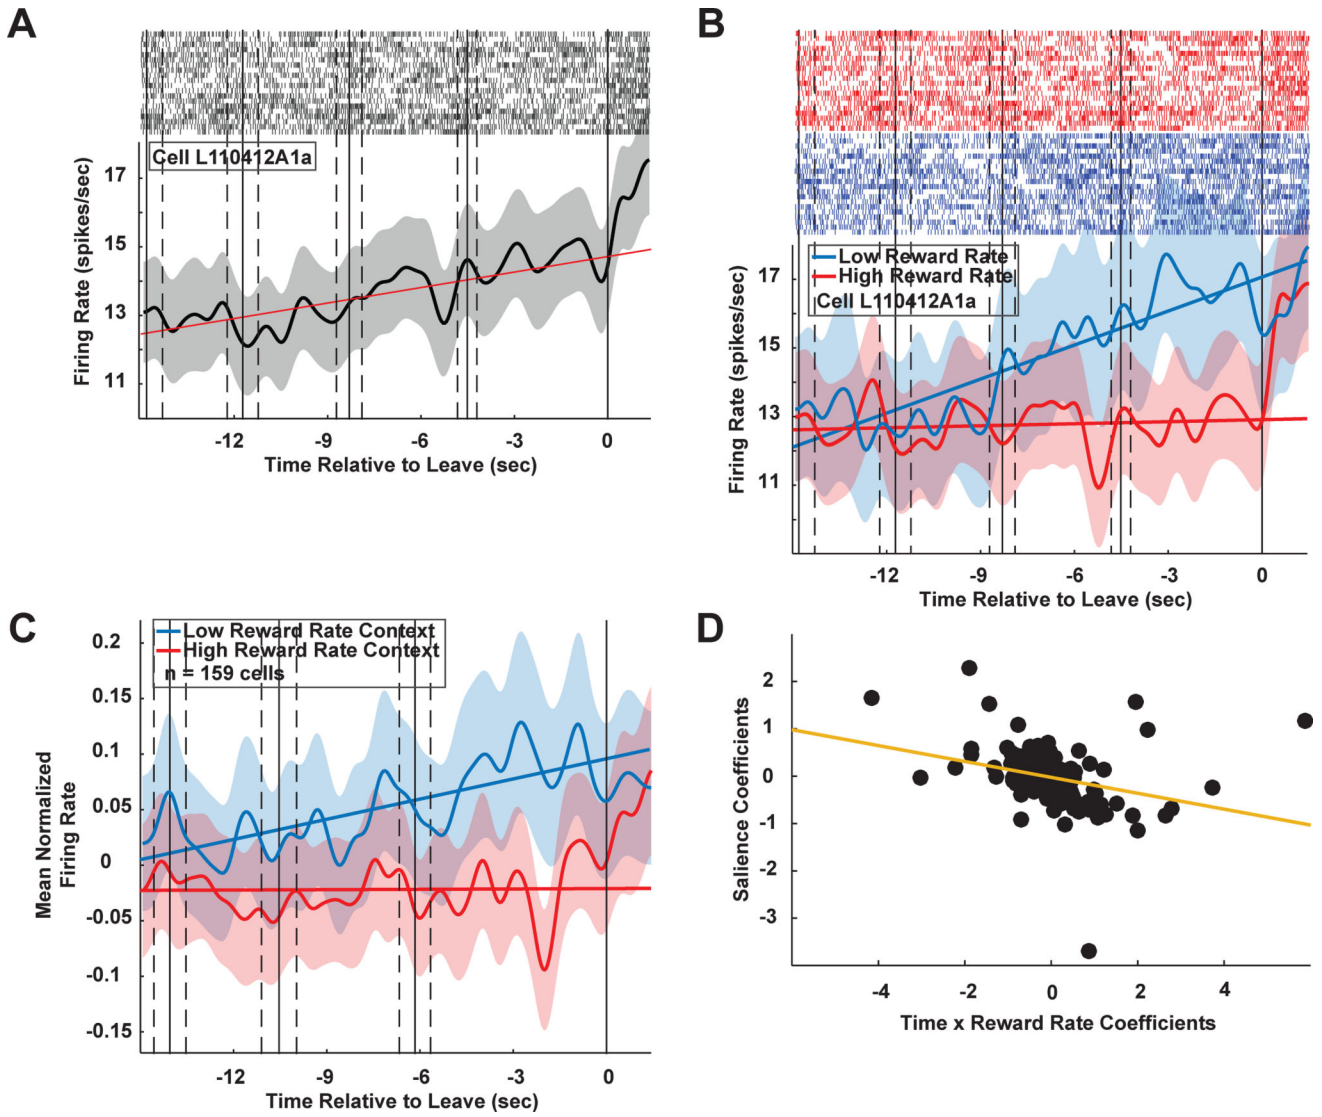 A
Cell L110412A1a
17
15
13
11
Firing Rate (spikes/sec)
-12 -9 -6 -3 0
Time Relative to Leave (sec)
B
Low Reward Rate
High Reward Rate
Cell L110412A1a
17
15
13
11
Firing Rate (spikes/sec)
-12 -9 -6 -3 0
Time Relative to Leave (sec)
C
Low Reward Rate Context
High Reward Rate Context
n = 159 cells
0.2
0.15
0.1
0.05
0
-0.05
-0.1
-0.15
Mean Normalized
Firing Rate
-12 -9 -6 -3 0
Time Relative to Leave (sec)
D
2
1
0
-1
-2
-3
Salience Coefficients
-4 -2 0 2 4
Time x Reward Rate Coefficients